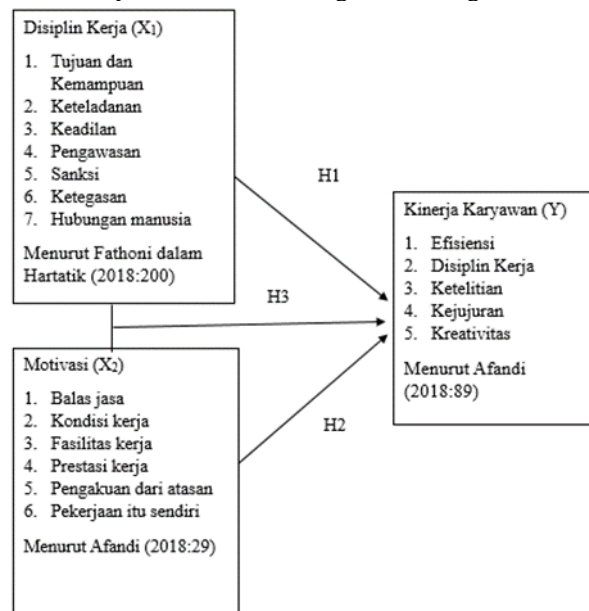 Disiplin Kerja (X₁)
1. Tujuan dan
Kemampuan
2. Keteladanan
3. Keadilan
4. Pengawasan
5. Sanksi
6. Ketegasan
7. Hubungan manusia
Menurut Fathoni dalam
Hartatik (2018:200)
H1
H3
H2
Motivasi (X₂)
1. Balas jasa
2. Kondisi kerja
3. Fasilitas kerja
4. Prestasi kerja
5. Pengakuan dari atasan
6. Pekerjaan itu sendiri
Menurut Afandi (2018:29)
Kinerja Karyawan (Y)
1. Efisiensi
2. Disiplin Kerja
3. Ketelitian
4. Kejujuran
5. Kreativitas
Menurut Afandi
(2018:89)